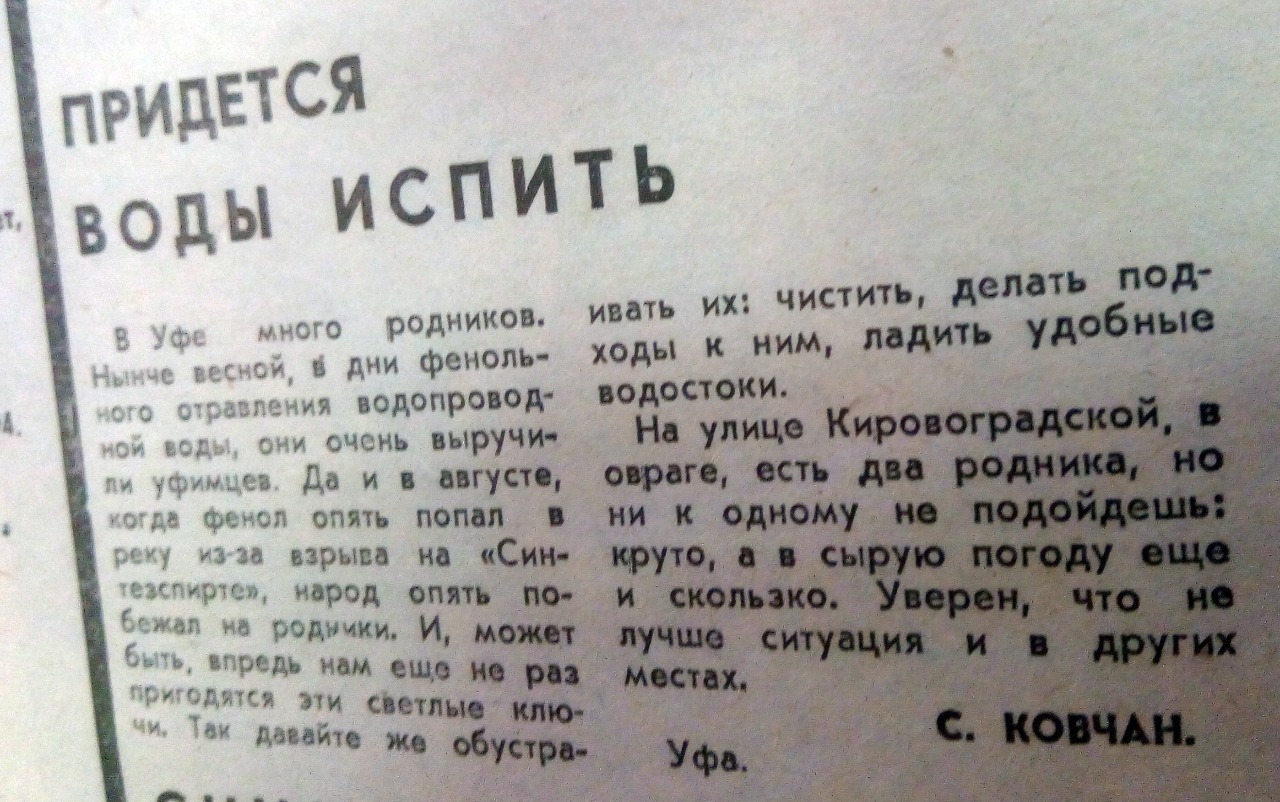 ПРИДЕТСЯ
ВОДЫ ИСПИТЬ
В Уфе много родников.
Нынче весной, в дни феноль-
ного отравления водопровод-
ной воды, они очень выручи-
ли уфимцев. Да и в августе,
когда фенол опять попал в
реку из-за взрыва на «Син-
тезспирте», народ опять по-
бежал на родники. И, может
быть, впредь нам еще не раз
пригодятся эти светлые клю-
чи. Так давайте же обустра-
ивать их: чистить, делать под-
ходы к ним, ладить удобные
водостоки.
На улице Кировоградской, в
овраге, есть два родника, но
ни к одному не подойдешь:
круто, а в сырую погоду еще
и скользко. Уверен, что не
лучше ситуация и в других
местах.
С. КОВЧАН.
Уфа.